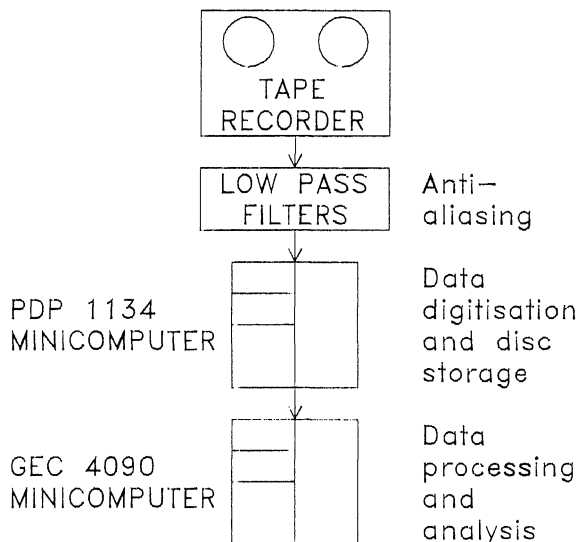 TAPE
RECORDER
LOW PASS
FILTERS
Anti-
aliasing
PDP 1134
MINICOMPUTER
Data
digitisation
and disc
storage
GEC 4090
MINICOMPUTER
Data
processing
and
analysis